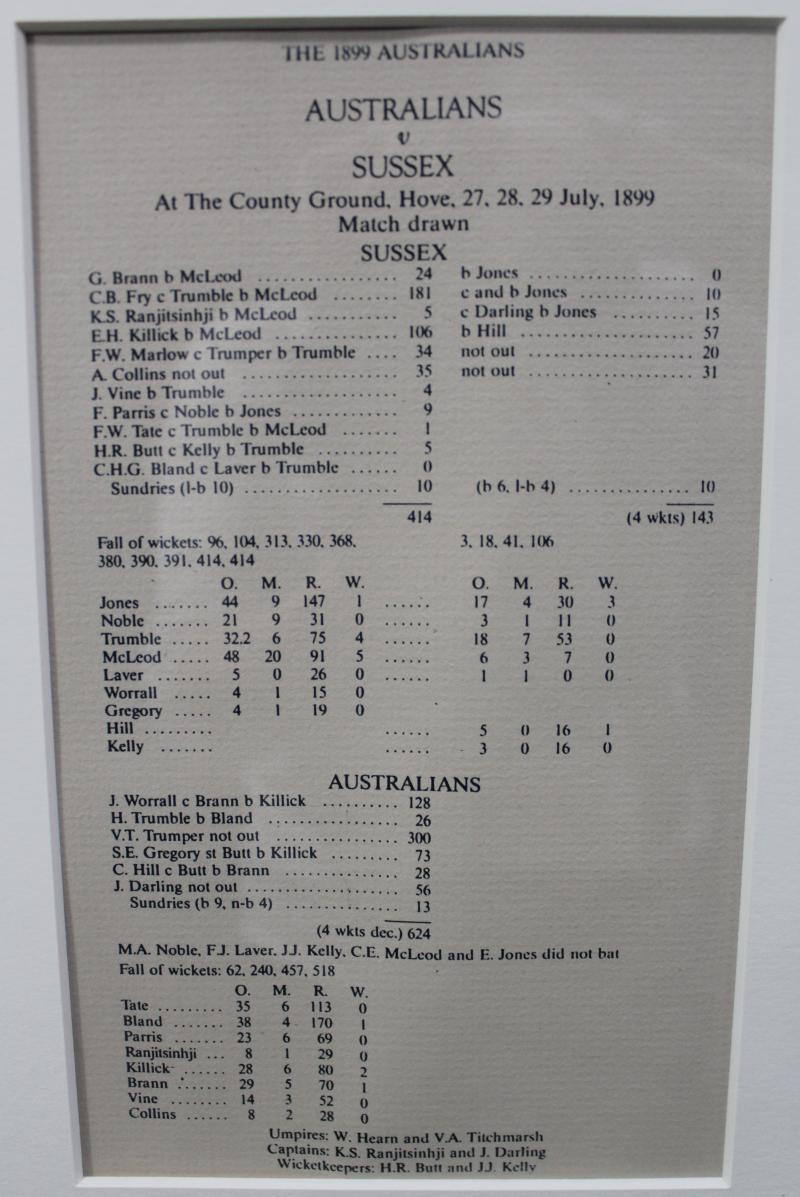 THE 1899 AUSTRALIANS
AUSTRALIANS
v
SUSSEX
At The County Ground, Hove, 27, 28, 29 July, 1899
Match drawn
SUSSEX
G. Brann b McLeod .................. 24 b Jones .................... 0
C.B. Fry c Trumble b McLeod ........ 181 c and b Jones ............. 10
K.S. Ranjitsinhji b McLeod ........... 5 c Darling b Jones .......... 15
E.H. Killick b McLeod ............... 106 b Hill ..................... 57
F.W. Marlow c Trumper b Trumble .... 34 not out .................... 20
A. Collins not out .................. 35 not out .................... 31
J. Vine b Trumble .................. 4
F. Parris c Noble b Jones ............ 9
F.W. Tate c Trumble b McLeod ....... 1
H.R. Butt c Kelly b Trumble .......... 5
C.H.G. Bland c Laver b Trumble ...... 0
Sundries (l-b 10) .................. 10 (b 6, l-b 4) ............... 10
414 (4 wkts) 143
Fall of wickets: 96, 104, 313, 330, 368, 3, 18, 41, 106
380, 390, 391, 414, 414
O. M. R. W. O. M. R. W.
Jones ....... 44 9 147 1 ...... 17 4 30 3
Noble ....... 21 9 31 0 ...... 3 1 11 0
Trumble ..... 32.2 6 75 4 ...... 18 7 53 0
McLeod ..... 48 20 91 5 ...... 6 3 7 0
Laver ....... 5 0 26 0 ...... 1 1 0 0
Worrall ..... 4 1 15 0
Gregory ..... 4 1 19 0
Hill ......... ...... 5 0 16 1
Kelly ....... ...... 3 0 16 0
AUSTRALIANS
J. Worrall c Brann b Killick .......... 128
H. Trumble b Bland ................ 26
V.T. Trumper not out ............... 300
S.E. Gregory st Butt b Killick ......... 73
C. Hill c Butt b Brann ............... 28
J. Darling not out ................... 56
Sundries (b 9, n-b 4) ............... 13
(4 wkts dec.) 624
M.A. Noble, F.J. Laver, J.J. Kelly, C.E. McLeod and E. Jones did not bat
Fall of wickets: 62, 240, 457, 518
O. M. R. W.
Tate ......... 35 6 113 0
Bland ....... 38 4 170 1
Parris ....... 23 6 69 0
Ranjitsinhji ... 8 1 29 0
Killick ...... 28 6 80 2
Brann ....... 29 5 70 1
Vine ........ 14 3 52 0
Collins ...... 8 2 28 0
Umpires: W. Hearn and V.A. Titchmarsh
Captains: K.S. Ranjitsinhji and J. Darling
Wicketkeepers: H.R. Butt and J.J. Kelly